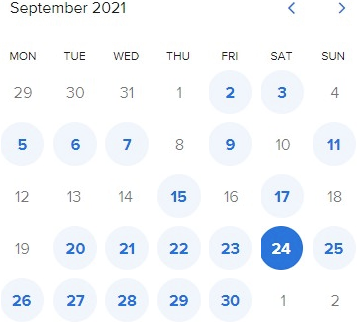 September 2021
MON TUE WED THU FRI SAT SUN
29 30 31 1 2 3 4
5 6 7 8 9 10 11
12 13 14 15 16 17 18
19 20 21 22 23 24 25
26 27 28 29 30 1 2